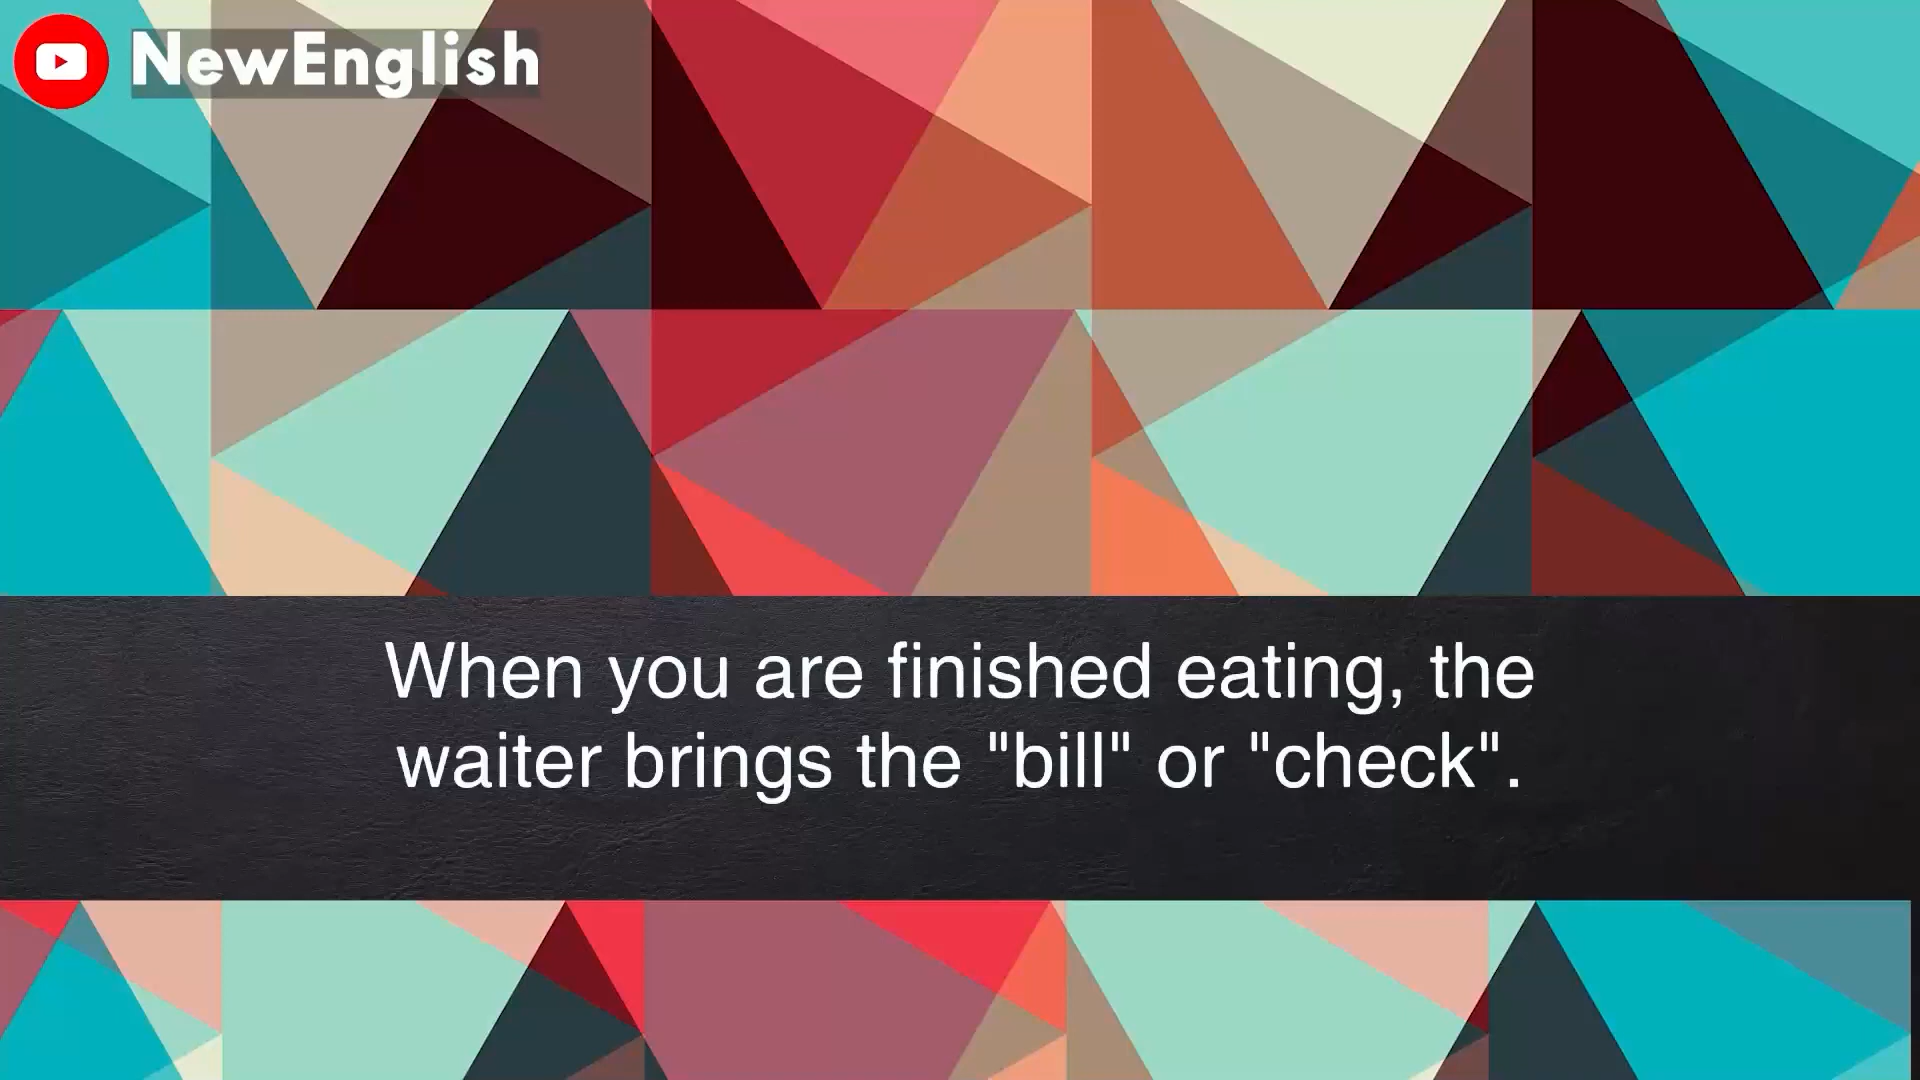 NewEnglish
When you are finished eating, the
waiter brings the "bill" or "check".